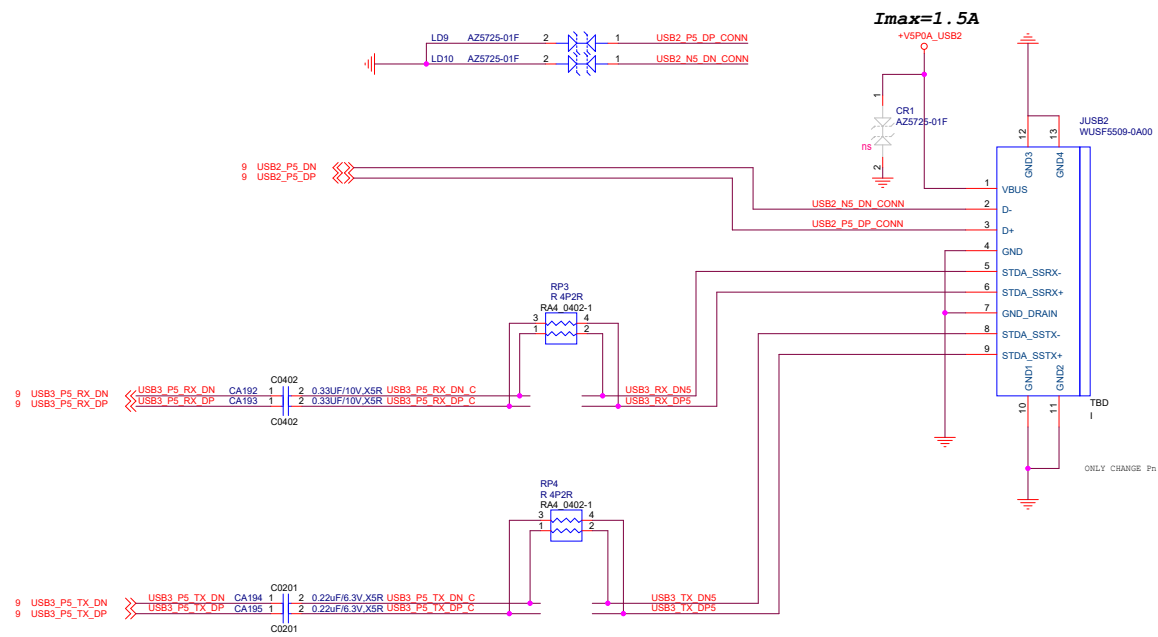 Imax=1.5A
+V5P0A_USB2
LD9 AZ5725-01F 2 1 USB2_P5_DP_CONN
LD10 AZ5725-01F 2 1 USB2_N5_DN_CONN
1
CR1
AZ5725-01F
ns
2
JUSB2
WUSF5509-0A00
12 13
GND3 GND4
9 USB2_P5_DN
9 USB2_P5_DP
1 VBUS
USB2_N5_DN_CONN 2 D-
USB2_P5_DP_CONN 3 D+
4 GND
5 STDA_SSRX-
6 STDA_SSRX+
7 GND_DRAIN
8 STDA_SSTX-
9 STDA_SSTX+
GND1 GND2
10 11
TBD
I
ONLY CHANGE Pn
RP3
R 4P2R
RA4_0402-1
3 4
1 2
C0402
9 USB3_P5_RX_DN USB3_P5_RX_DN CA192 1 2 0.33UF/10V,X5R USB3_P5_RX_DN_C USB3_RX_DN5
9 USB3_P5_RX_DP USB3_P5_RX_DP CA193 1 2 0.33UF/10V,X5R USB3_P5_RX_DP_C USB3_RX_DP5
C0402
RP4
R 4P2R
RA4_0402-1
3 4
1 2
C0201
9 USB3_P5_TX_DN USB3_P5_TX_DN CA194 1 2 0.22uF/6.3V,X5R USB3_P5_TX_DN_C USB3_TX_DN5
9 USB3_P5_TX_DP USB3_P5_TX_DP CA195 1 2 0.22uF/6.3V,X5R USB3_P5_TX_DP_C USB3_TX_DP5
C0201